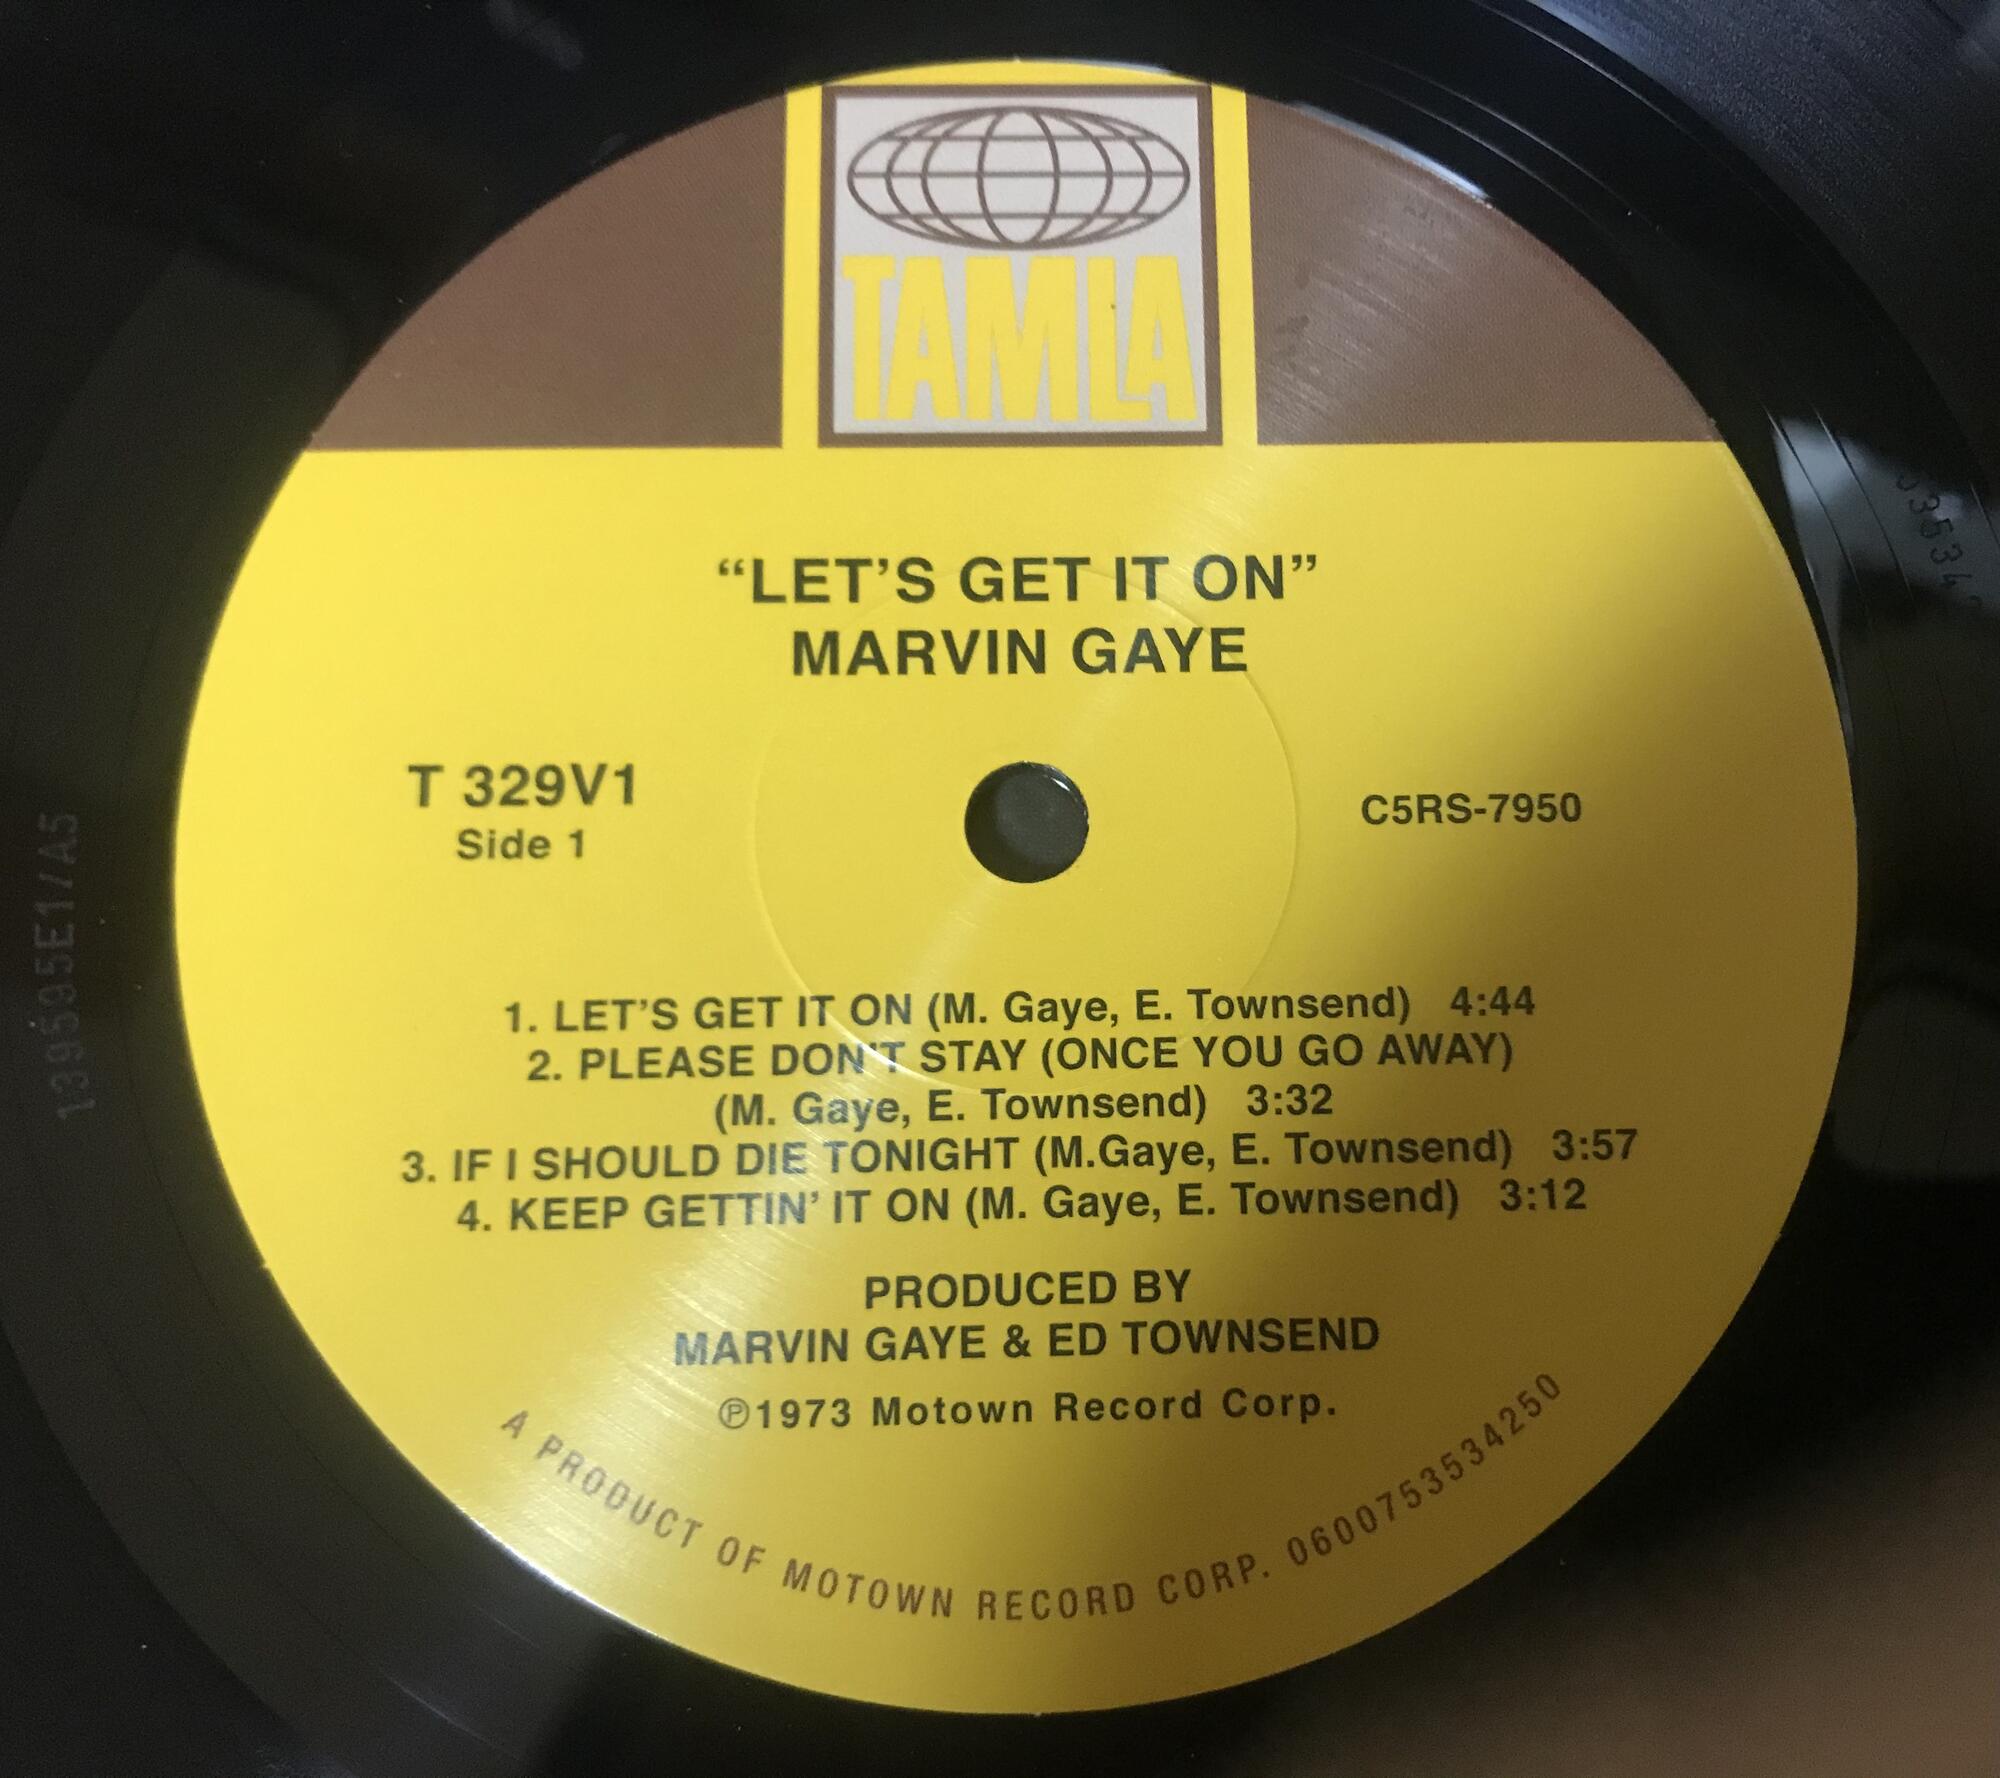 TAMLA
“LET’S GET IT ON”
MARVIN GAYE
T 329V1
Side 1
C5RS-7950
1. LET’S GET IT ON (M. Gaye, E. Townsend) 4:44
2. PLEASE DON'T STAY (ONCE YOU GO AWAY)
(M. Gaye, E. Townsend) 3:32
3. IF I SHOULD DIE TONIGHT (M.Gaye, E. Townsend) 3:57
4. KEEP GETTIN’ IT ON (M. Gaye, E. Townsend) 3:12
PRODUCED BY
MARVIN GAYE & ED TOWNSEND
℗1973 Motown Record Corp.
A PRODUCT OF MOTOWN RECORD CORP. 0600753534250
139595E1/A5